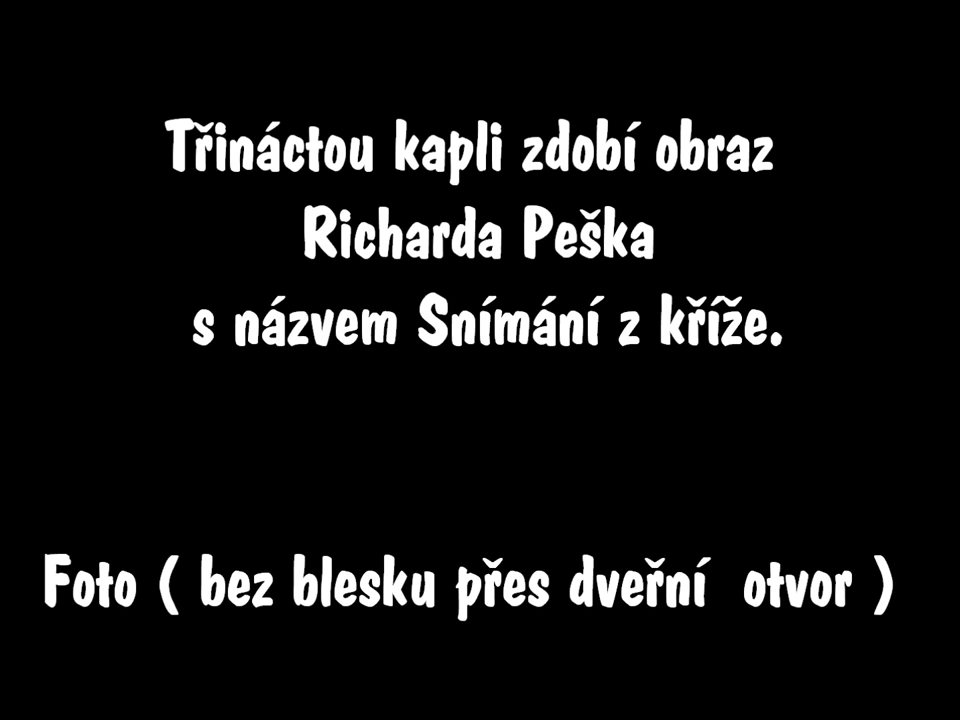 Třináctou kapli zdobí obraz
Richarda Peška
s názvem Snímání z kříže.
Foto ( bez blesku přes dveřní otvor )